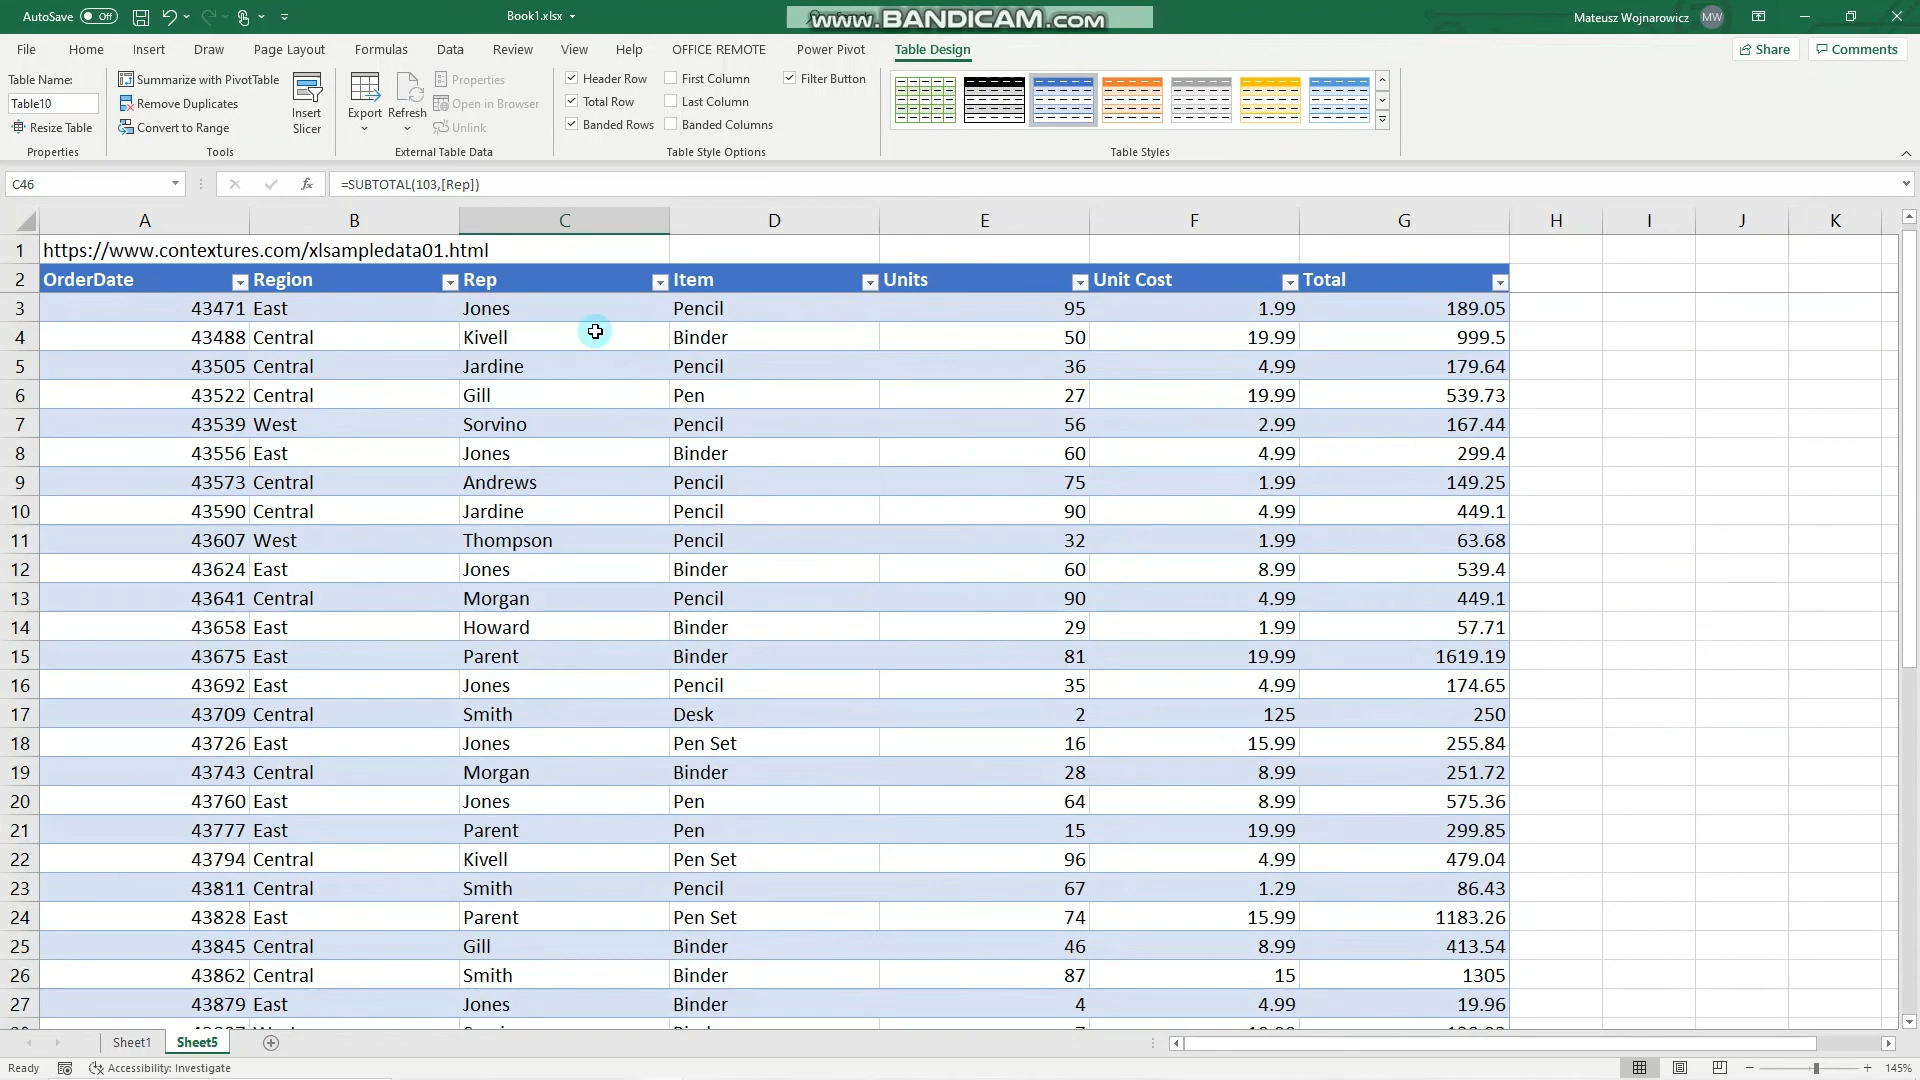 AutoSave Off Book1.xlsx WWW.BANDICAM.COM Mateusz Wojnarowicz MW
File Home Insert Draw Page Layout Formulas Data Review View Help OFFICE REMOTE Power Pivot Table Design Share Comments
Table Name: Summarize with PivotTable Properties Header Row First Column Filter Button
Table10 Remove Duplicates Insert Slicer Export Refresh Open in Browser Total Row Last Column
Resize Table Convert to Range Unlink Banded Rows Banded Columns
Properties Tools External Table Data Table Style Options Table Styles
C46 fx =SUBTOTAL(103,[Rep])
A B C D E F G H I J K
1 https://www.contextures.com/xlsampledata01.html
2 OrderDate Region Rep Item Units Unit Cost Total
3 43471 East Jones Pencil 95 1.99 189.05
4 43488 Central Kivell Binder 50 19.99 999.5
5 43505 Central Jardine Pencil 36 4.99 179.64
6 43522 Central Gill Pen 27 19.99 539.73
7 43539 West Sorvino Pencil 56 2.99 167.44
8 43556 East Jones Binder 60 4.99 299.4
9 43573 Central Andrews Pencil 75 1.99 149.25
10 43590 Central Jardine Pencil 90 4.99 449.1
11 43607 West Thompson Pencil 32 1.99 63.68
12 43624 East Jones Binder 60 8.99 539.4
13 43641 Central Morgan Pencil 90 4.99 449.1
14 43658 East Howard Binder 29 1.99 57.71
15 43675 East Parent Binder 81 19.99 1619.19
16 43692 East Jones Pencil 35 4.99 174.65
17 43709 Central Smith Desk 2 125 250
18 43726 East Jones Pen Set 16 15.99 255.84
19 43743 Central Morgan Binder 28 8.99 251.72
20 43760 East Jones Pen 64 8.99 575.36
21 43777 East Parent Pen 15 19.99 299.85
22 43794 Central Kivell Pen Set 96 4.99 479.04
23 43811 Central Smith Pencil 67 1.29 86.43
24 43828 East Parent Pen Set 74 15.99 1183.26
25 43845 Central Gill Binder 46 8.99 413.54
26 43862 Central Smith Binder 87 15 1305
27 43879 East Jones Binder 4 4.99 19.96
Sheet1 Sheet5
Ready Accessibility: Investigate 145%